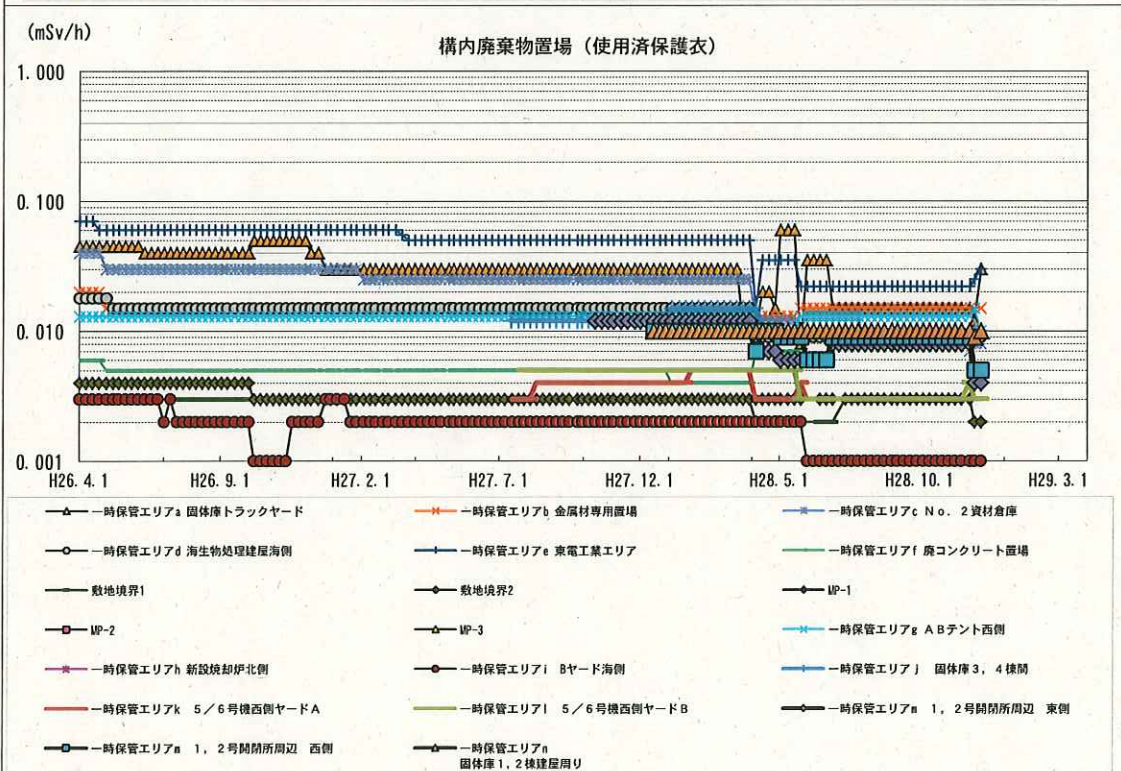 (mSv/h)
構内廃棄物置場（使用済保護衣）
1.000
0.100
0.010
0.001
H26.4.1 H26.9.1 H27.2.1 H27.7.1 H27.12.1 H28.5.1 H28.10.1 H29.3.1
一時保管エリアa 固体庫トラックヤード 一時保管エリアb 金属材専用置場 一時保管エリアc No．2資材倉庫
一時保管エリアd 海生物処理建屋海側 一時保管エリアe 東電工業エリア 一時保管エリアf 廃コンクリート置場
敷地境界1 敷地境界2 MP-1
MP-2 MP-3 一時保管エリアg ABテント西側
一時保管エリアh 新設焼却炉北側 一時保管エリアi Bヤード海側 一時保管エリアj 固体庫3，4棟間
一時保管エリアk 5／6号機西側ヤードA 一時保管エリアl 5／6号機西側ヤードB 一時保管エリアm 1，2号開閉所周辺 東側
一時保管エリアm 1，2号開閉所周辺 西側 一時保管エリアn
固体庫1，2棟建屋周り